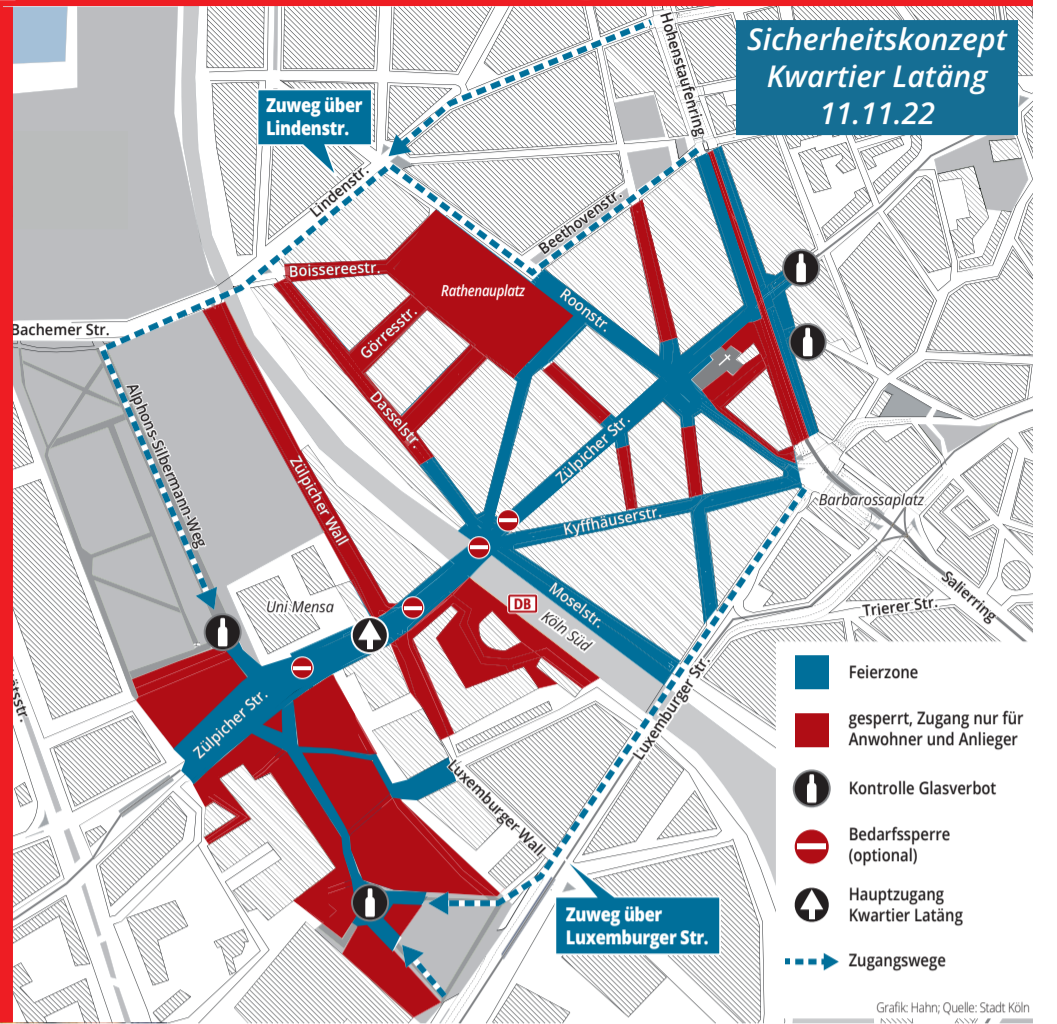 Sicherheitskonzept
Kwartier Latäng
11.11.22
Hohenstaufenring
Zuweg über
Lindenstr.
Lindenstr.
Beethovenstr.
Boissereestr.
Rathenauplatz
Roonstr.
Görresstr.
Bachemer Str.
Dasselstr.
Alphons-Silbermann-Weg
Zülpicher Wall
Zülpicher Str.
Kyffhäuserstr.
Barbarossaplatz
Uni Mensa
DB
Köln Süd
Moselstr.
Salierring
Trierer Str.
Zülpicher Str.
Luxemburger Str.
Luxemburger Wall
Zuweg über
Luxemburger Str.
Feierzone
gesperrt, Zugang nur für
Anwohner und Anlieger
Kontrolle Glasverbot
Bedarfssperre
(optional)
Hauptzugang
Kwartier Latäng
Zugangswege
Grafik: Hahn; Quelle: Stadt Köln